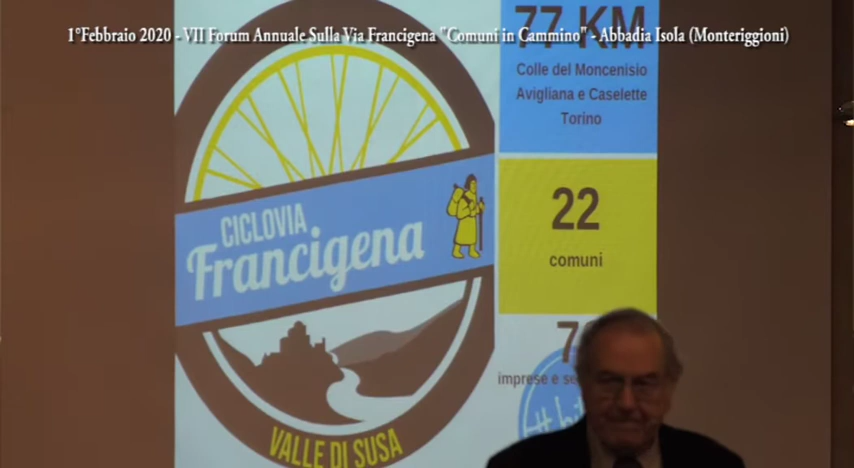 1°Febbraio 2020 - VII Forum Annuale Sulla Via Francigena "Comuni in Cammino" - Abbadia Isola (Monteriggioni)
77 KM
Colle del Moncenisio
Avigliana e Caselette
Torino
CICLOVIA
Francigena
22
comuni
imprese e
VALLE DI SUSA